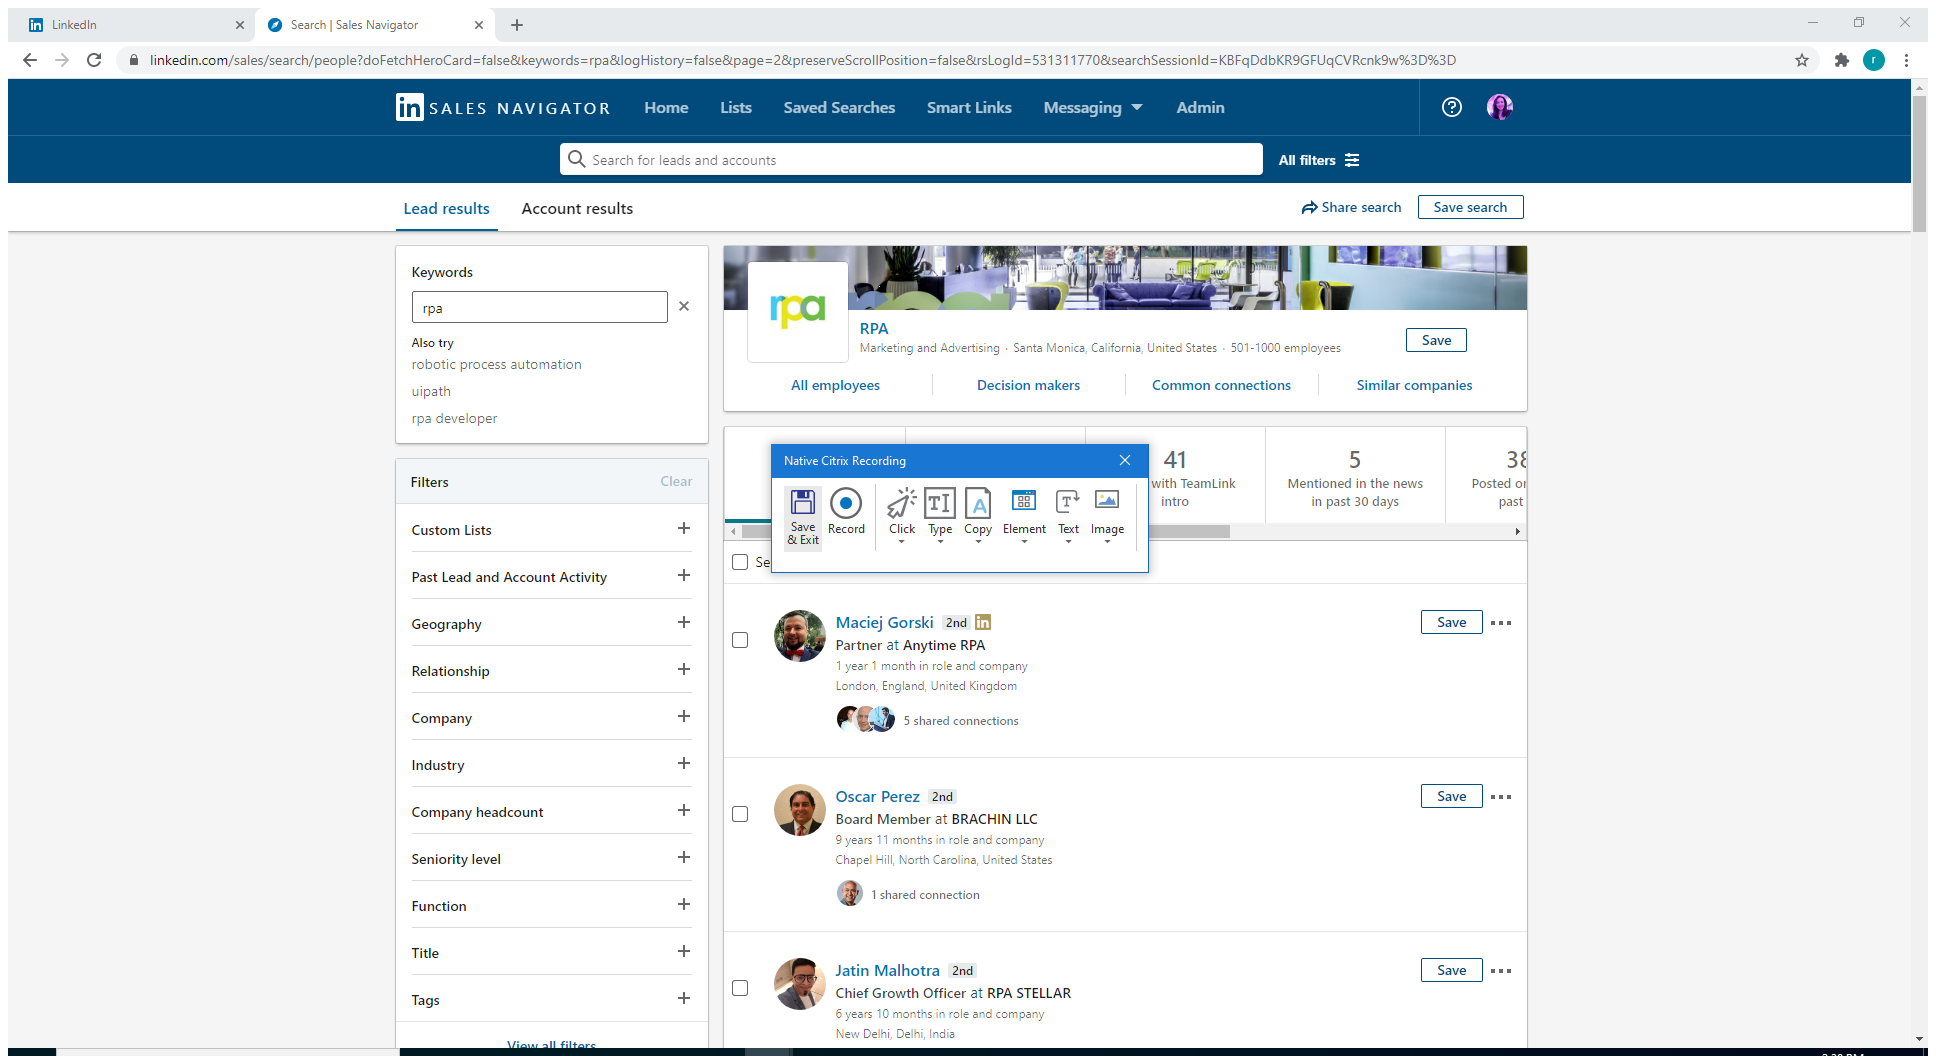 LinkedIn
Search | Sales Navigator
linkedin.com/sales/search/people?doFetchHeroCard=false&keywords=rpa&logHistory=false&page=2&preserveScrollPosition=false&rsLogId=531311770&searchSessionId=KBFqDdbKR9GFUqCVRcnk9w%3D%3D
r
in SALES NAVIGATOR
Home
Lists
Saved Searches
Smart Links
Messaging
Admin
Search for leads and accounts
All filters
Lead results
Account results
Share search
Save search
Keywords
rpa
Also try
robotic process automation
uipath
rpa developer
Filters
Clear
Custom Lists
Past Lead and Account Activity
Geography
Relationship
Company
Industry
Company headcount
Seniority level
Function
Title
Tags
View all filters
rpa
RPA
Marketing and Advertising · Santa Monica, California, United States · 501-1000 employees
Save
All employees
Decision makers
Common connections
Similar companies
41
with TeamLink
intro
5
Mentioned in the news
in past 30 days
Posted on
past
Native Citrix Recording
Save
& Exit
Record
Click
Type
Copy
Element
Text
Image
Se
Maciej Gorski 2nd in
Partner at Anytime RPA
1 year 1 month in role and company
London, England, United Kingdom
5 shared connections
Save
Oscar Perez 2nd
Board Member at BRACHIN LLC
9 years 11 months in role and company
Chapel Hill, North Carolina, United States
1 shared connection
Save
Jatin Malhotra 2nd
Chief Growth Officer at RPA STELLAR
6 years 10 months in role and company
New Delhi, Delhi, India
Save